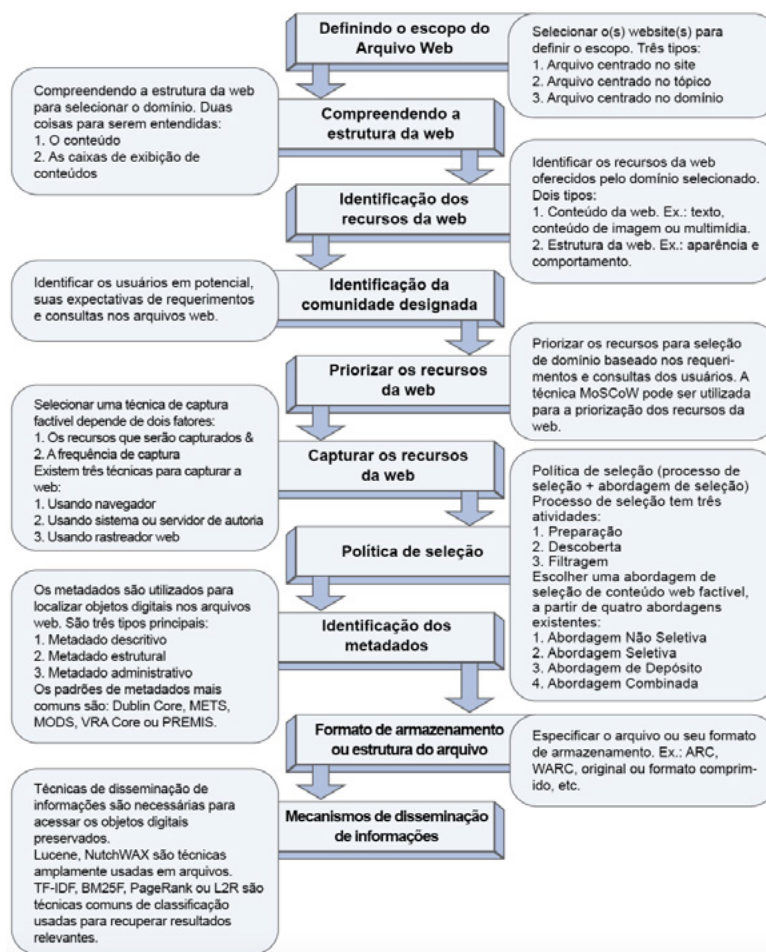 Definindo o escopo do
Arquivo Web
Selecionar o(s) website(s) para
definir o escopo. Três tipos:
1. Arquivo centrado no site
2. Arquivo centrado no tópico
3. Arquivo centrado no domínio
Compreendendo a estrutura da web
para selecionar o domínio. Duas
coisas para serem entendidas:
1. O conteúdo
2. As caixas de exibição de
conteúdos
Compreendendo a
estrutura da web
Identificação dos
recursos da web
Identificar os recursos da web
oferecidos pelo domínio selecionado.
Dois tipos:
1. Conteúdo da web. Ex.: texto,
conteúdo de imagem ou multimídia.
2. Estrutura da web. Ex.: aparência e
comportamento.
Identificar os usuários em potencial,
suas expectativas de requerimentos
e consultas nos arquivos web.
Identificação da
comunidade designada
Priorizar os recursos
da web
Priorizar os recursos para seleção
de domínio baseado nos requeri-
mentos e consultas dos usuários. A
técnica MoSCoW pode ser utilizada
para a priorização dos recursos da
web.
Selecionar uma técnica de captura
factível depende de dois fatores:
1. Os recursos que serão capturados &
2. A frequência de captura
Existem três técnicas para capturar a
web:
1. Usando navegador
2. Usando sistema ou servidor de autoria
3. Usando rastreador web
Capturar os recursos
da web
Política de seleção
Política de seleção (processo de
seleção + abordagem de seleção)
Processo de seleção tem três
atividades:
1. Preparação
2. Descoberta
3. Filtragem
Escolher uma abordagem de
seleção de conteúdo web factível,
a partir de quatro abordagens
existentes:
1. Abordagem Não Seletiva
2. Abordagem Seletiva
3. Abordagem de Depósito
4. Abordagem Combinada
Os metadados são utilizados para
localizar objetos digitais nos arquivos
web. São três tipos principais:
1. Metadado descritivo
2. Metadado estrutural
3. Metadado administrativo
Os padrões de metadados mais
comuns são: Dublin Core, METS,
MODS, VRA Core ou PREMIS.
Identificação dos
metadados
Formato de armazenamento
ou estrutura do arquivo
Especificar o arquivo ou seu formato
de armazenamento. Ex.: ARC,
WARC, original ou formato comprim-
ido, etc.
Técnicas de disseminação de
informações são necessárias para
acessar os objetos digitais
preservados.
Lucene, NutchWAX são técnicas
amplamente usadas em arquivos.
TF-IDF, BM25F, PageRank ou L2R são
técnicas comuns de classificação
usadas para recuperar resultados
relevantes.
Mecanismos de disseminação
de informações